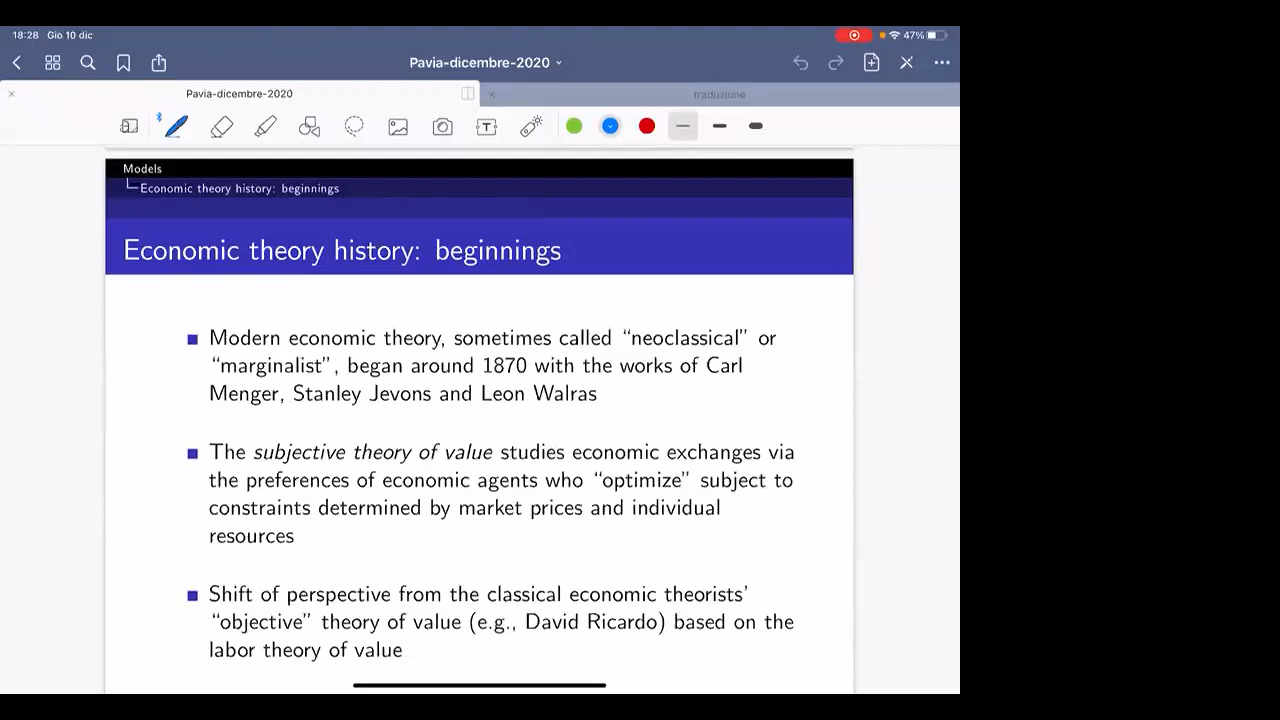 18:28 Gio 10 dic
47%
Pavia-dicembre-2020
Pavia-dicembre-2020
traduzione
Models
Economic theory history: beginnings
Economic theory history: beginnings
Modern economic theory, sometimes called “neoclassical” or
“marginalist”, began around 1870 with the works of Carl
Menger, Stanley Jevons and Leon Walras
The subjective theory of value studies economic exchanges via
the preferences of economic agents who “optimize” subject to
constraints determined by market prices and individual
resources
Shift of perspective from the classical economic theorists’
“objective” theory of value (e.g., David Ricardo) based on the
labor theory of value